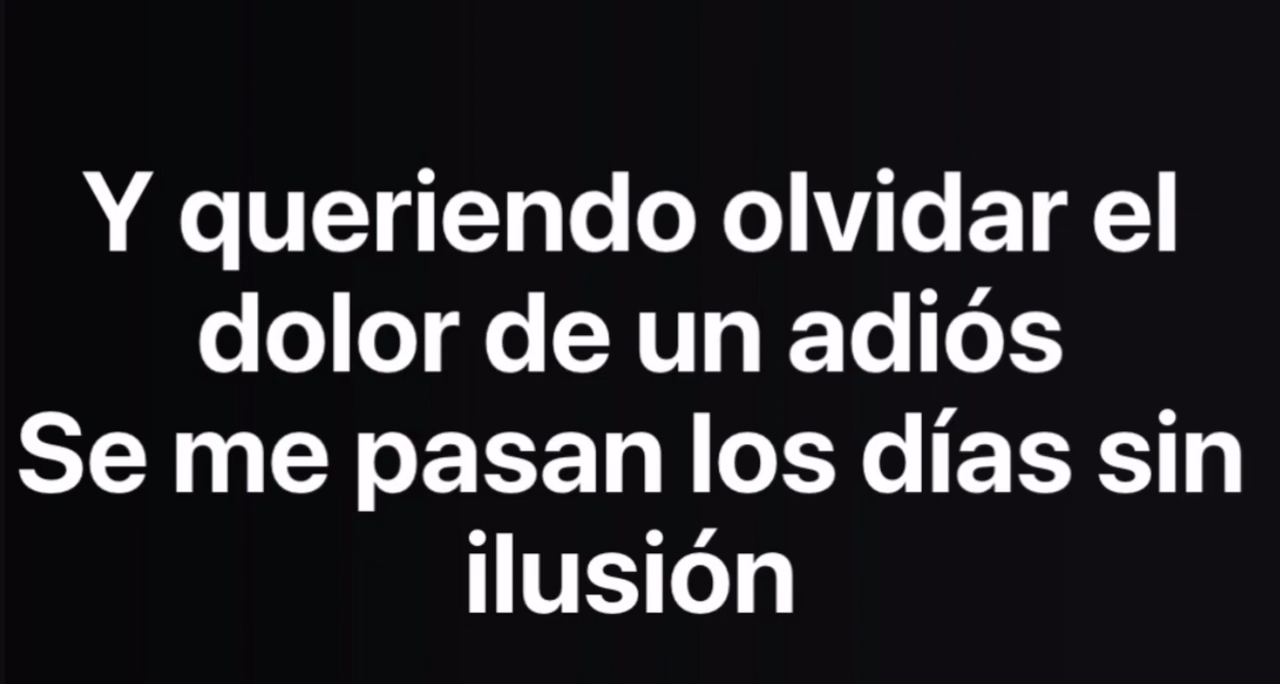 Y queriendo olvidar el
dolor de un adiós
Se me pasan los días sin
ilusión